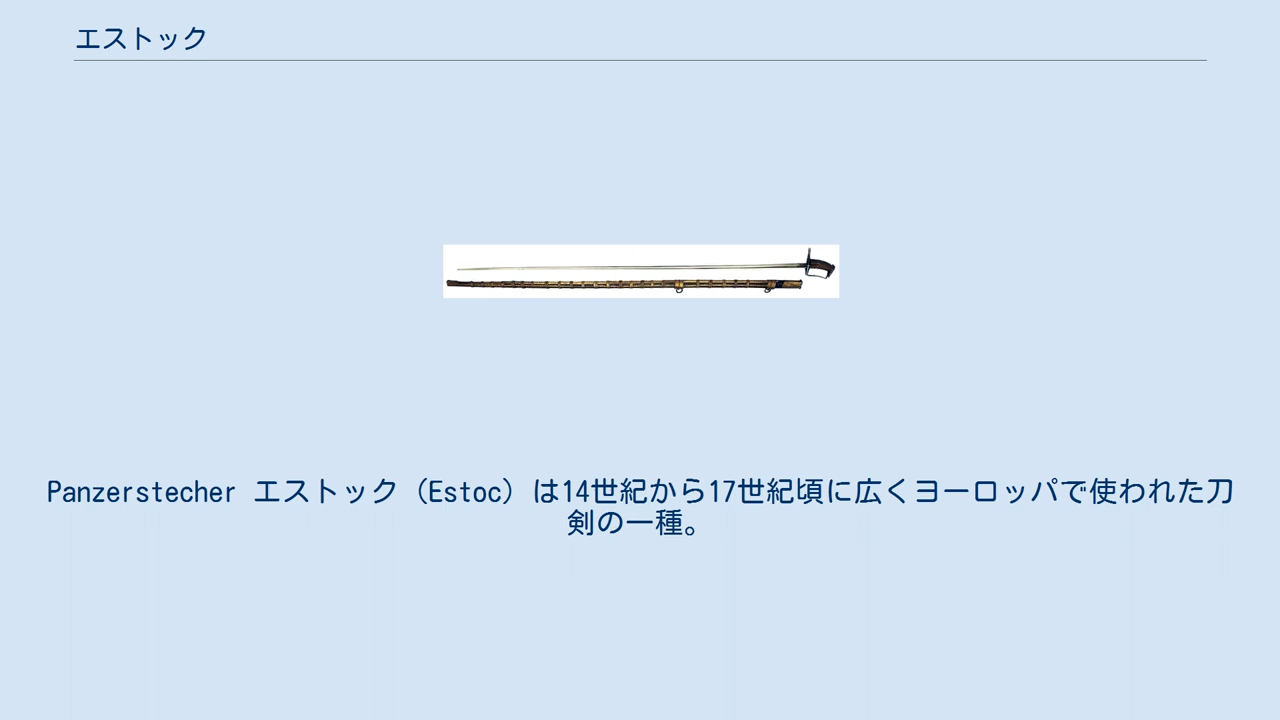 エストック
Panzerstecher エストック（Estoc）は14世紀から17世紀頃に広くヨーロッパで使われた刀
剣の一種。